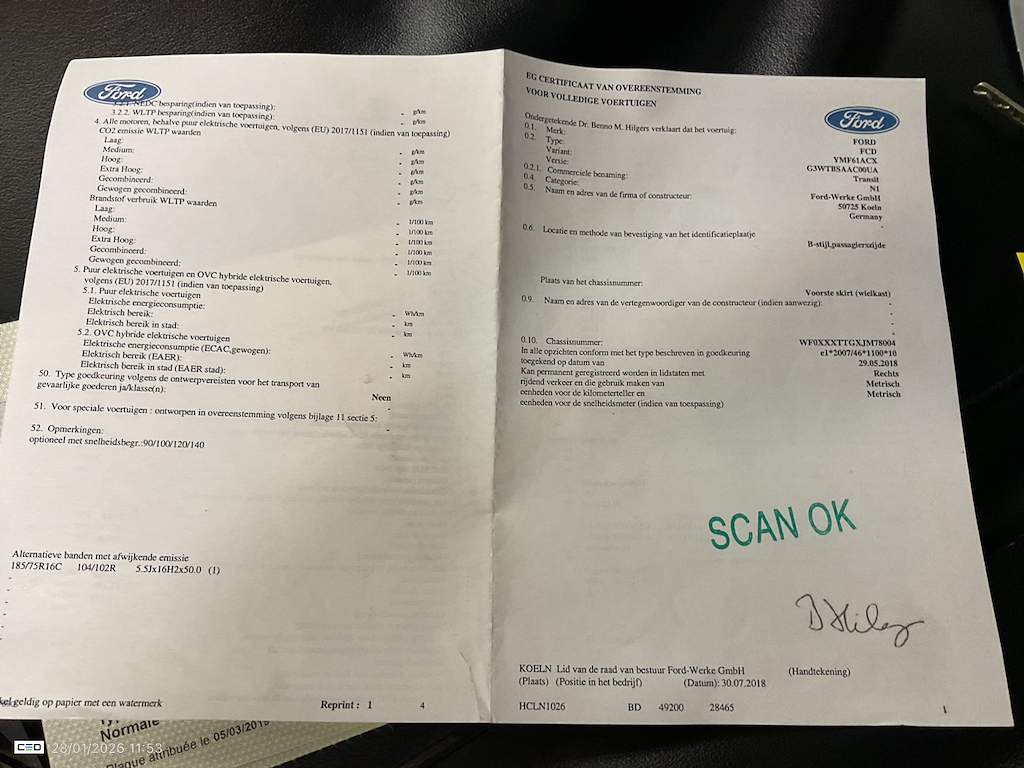 Ford
3.2.1. NEDC besparing(indien van toepassing): - g/km
3.2.2. WLTP besparing(indien van toepassing): - g/km
4. Alle motoren, behalve puur elektrische voertuigen, volgens (EU) 2017/1151 (indien van toepassing)
CO2 emissie WLTP waarden
Laag: - g/km
Medium: - g/km
Hoog: - g/km
Extra Hoog: - g/km
Gecombineerd: - g/km
Gewogen gecombineerd: - g/km
Brandstof verbruik WLTP waarden
Laag: - 1/100 km
Medium: - 1/100 km
Hoog: - 1/100 km
Extra Hoog: - 1/100 km
Gecombineerd: - 1/100 km
Gewogen gecombineerd: - 1/100 km
5. Puur elektrische voertuigen en OVC hybride elektrische voertuigen,
volgens (EU) 2017/1151 (indien van toepassing)
5.1. Puur elektrische voertuigen
Elektrische energieconsumptie: - Wh/km
Elektrisch bereik: - km
Elektrisch bereik in stad: - km
5.2. OVC hybride elektrische voertuigen
Elektrische energieconsumptie (ECAC,gewogen): - Wh/km
Elektrisch bereik (EAER): - km
Elektrisch bereik in stad (EAER stad): - km
50. Type goedkeuring volgens de ontwerpvereisten voor het transport van
gevaarlijke goederen ja/klasse(n): Neen
51. Voor speciale voertuigen : ontworpen in overeenstemming volgens bijlage 11 sectie 5: -
52. Opmerkingen: -
optioneel met snelheidsbegr.:90/100/120/140
Alternatieve banden met afwijkende emissie
185/75R16C 104/102R 5.5Jx16H2x50.0 (1)
-
-
-
-
-
geldig op papier met een watermerk Reprint : 1 4
EG CERTIFICAAT VAN OVEREENSTEMMING
VOOR VOLLEDIGE VOERTUIGEN
Ford
Ondergetekende Dr. Benno M. Hilgers verklaart dat het voertuig:
0.1. Merk: FORD
0.2. Type: FCD
Variant: YMF61ACX
Versie: G3WTBSAAC00UA
0.2.1. Commerciele benaming: Transit
0.4. Categorie: N1
0.5. Naam en adres van de firma of constructeur: Ford-Werke GmbH
50725 Koeln
Germany
0.6. Locatie en methode van bevestiging van het identificatieplaatje
B-stijl,passagierszijde
Plaats van het chassisnummer: Voorste skirt (wielkast)
0.9. Naam en adres van de vertegenwoordiger van de constructeur (indien aanwezig): -
-
-
-
0.10. Chassisnummer: WF0XXXTTGXJM78004
In alle opzichten conform met het type beschreven in goedkeuring e1*2007/46*1100*10
toegekend op datum van 29.05.2018
Kan permanent geregistreerd worden in lidstaten met Rechts
rijdend verkeer en die gebruik maken van Metrisch
eenheden voor de kilometerteller en Metrisch
eenheden voor de snelheidsmeter (indien van toepassing)
SCAN OK
KOELN Lid van de raad van bestuur Ford-Werke GmbH (Handtekening)
(Plaats) (Positie in het bedrijf) (Datum): 30.07.2018
HCLN1026 BD 49200 28465 1
Normale
Plaque attribuée le 05/03/2019
CEO 28/01/2026 11:53